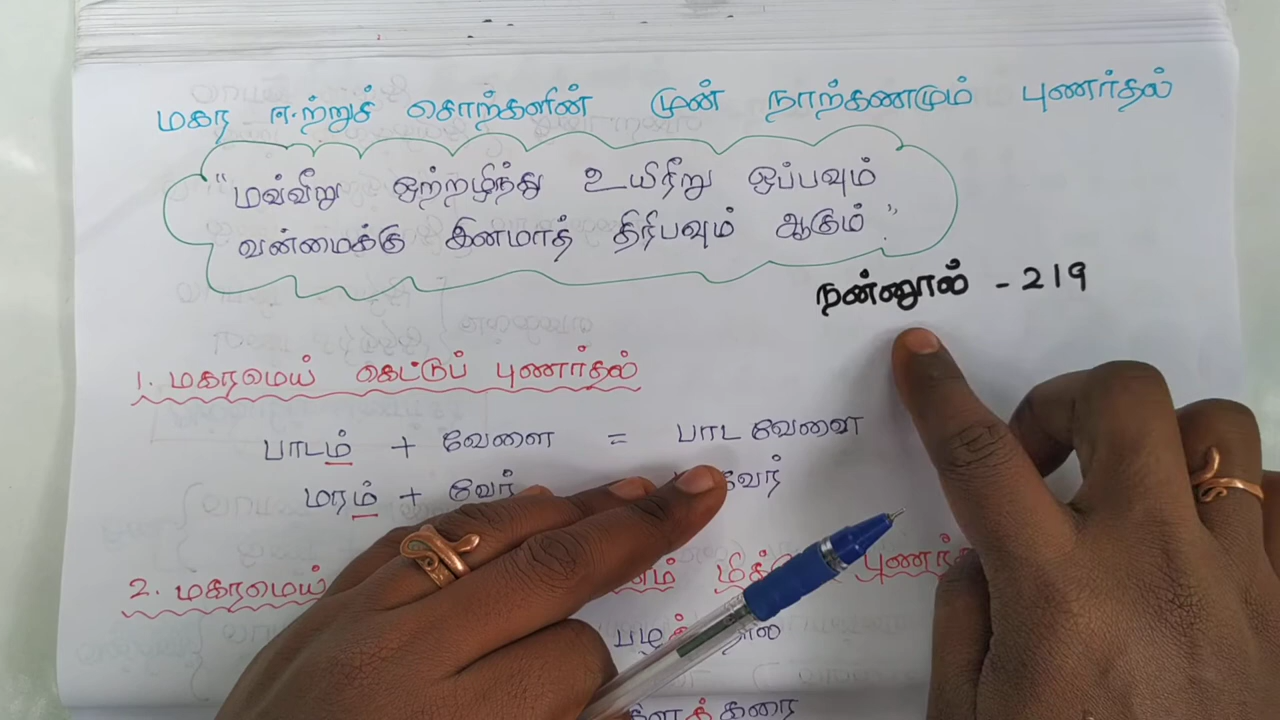 மகர ஈற்றுச் சொற்களின் முன் நாற்கணமும் புணர்தல்
"மவ்வீறு ஒற்றழிந்து உயிரீறு ஒப்பவும்
வன்மைக்கு இனமாத் திரிபவும் ஆகும்"
நன்னூல் - 219
1. மகரமெய் கெட்டுப் புணர்தல்
பாடம் + வேளை = பாடவேளை
மரம் + வேர் வேர்
2. மகரமெய்